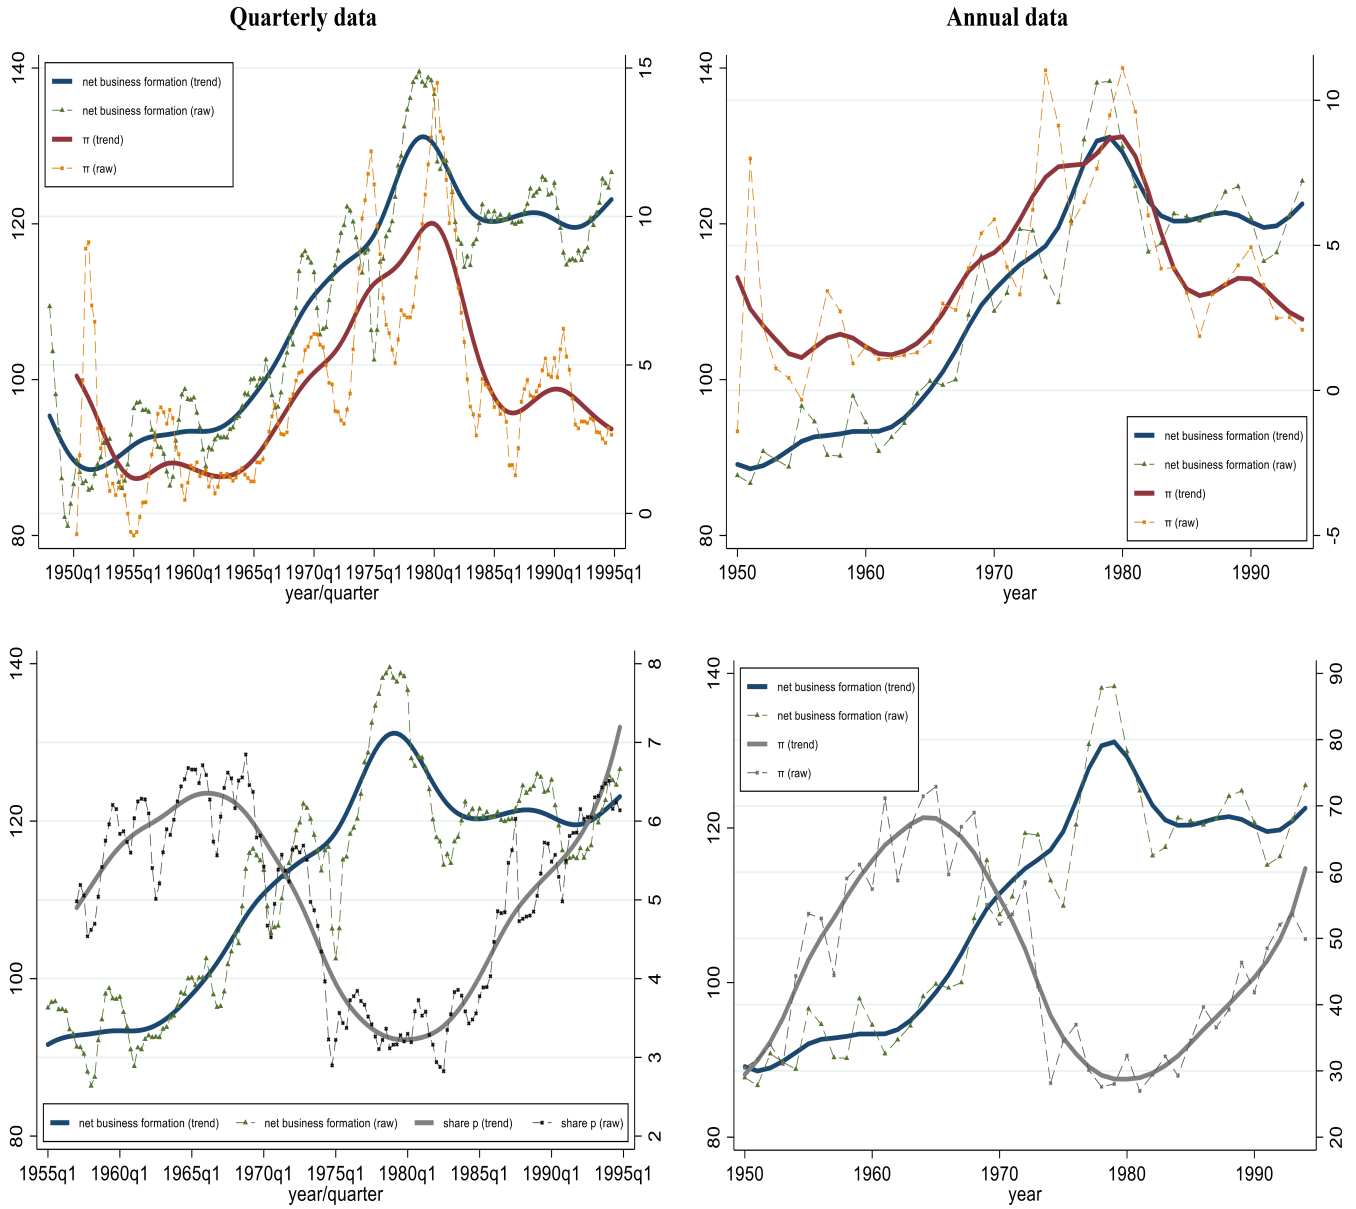 Quarterly data
Annual data
140
120
100
80
15
10
5
0
net business formation (trend)
net business formation (raw)
π (trend)
π (raw)
1950q1 1955q1 1960q1 1965q1 1970q1 1975q1 1980q1 1985q1 1990q1 1995q1
year/quarter
140
120
100
80
10
5
0
-5
net business formation (trend)
net business formation (raw)
π (trend)
π (raw)
1950 1960 1970 1980 1990
year
140
120
100
80
8
7
6
5
4
3
2
net business formation (trend) net business formation (raw) share p (trend) share p (raw)
1955q1 1960q1 1965q1 1970q1 1975q1 1980q1 1985q1 1990q1 1995q1
year/quarter
140
120
100
80
90
80
70
60
50
40
30
20
net business formation (trend)
net business formation (raw)
π (trend)
π (raw)
1950 1960 1970 1980 1990
year